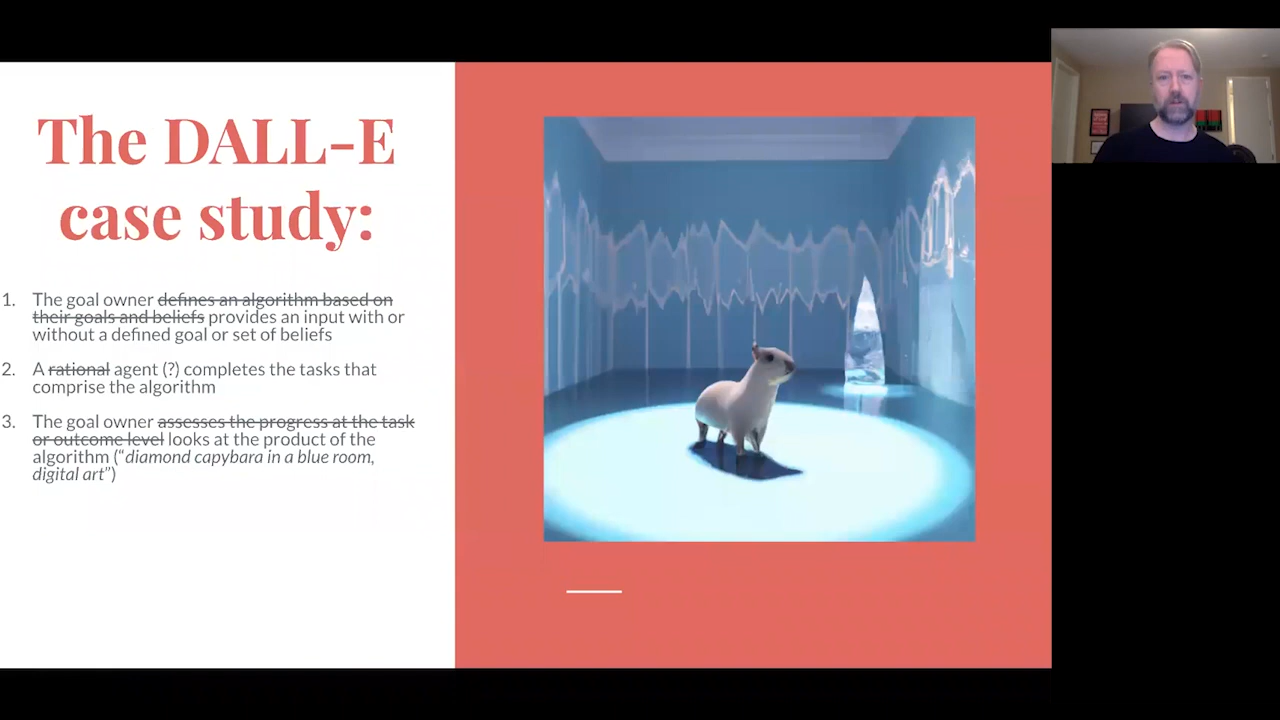 The DALL-E
case study:
1. The goal owner defines an algorithm based on
their goals and beliefs provides an input with or
without a defined goal or set of beliefs
2. A rational agent (?) completes the tasks that
comprise the algorithm
3. The goal owner assesses the progress at the task
or outcome level looks at the product of the
algorithm (“diamond capybara in a blue room,
digital art”)